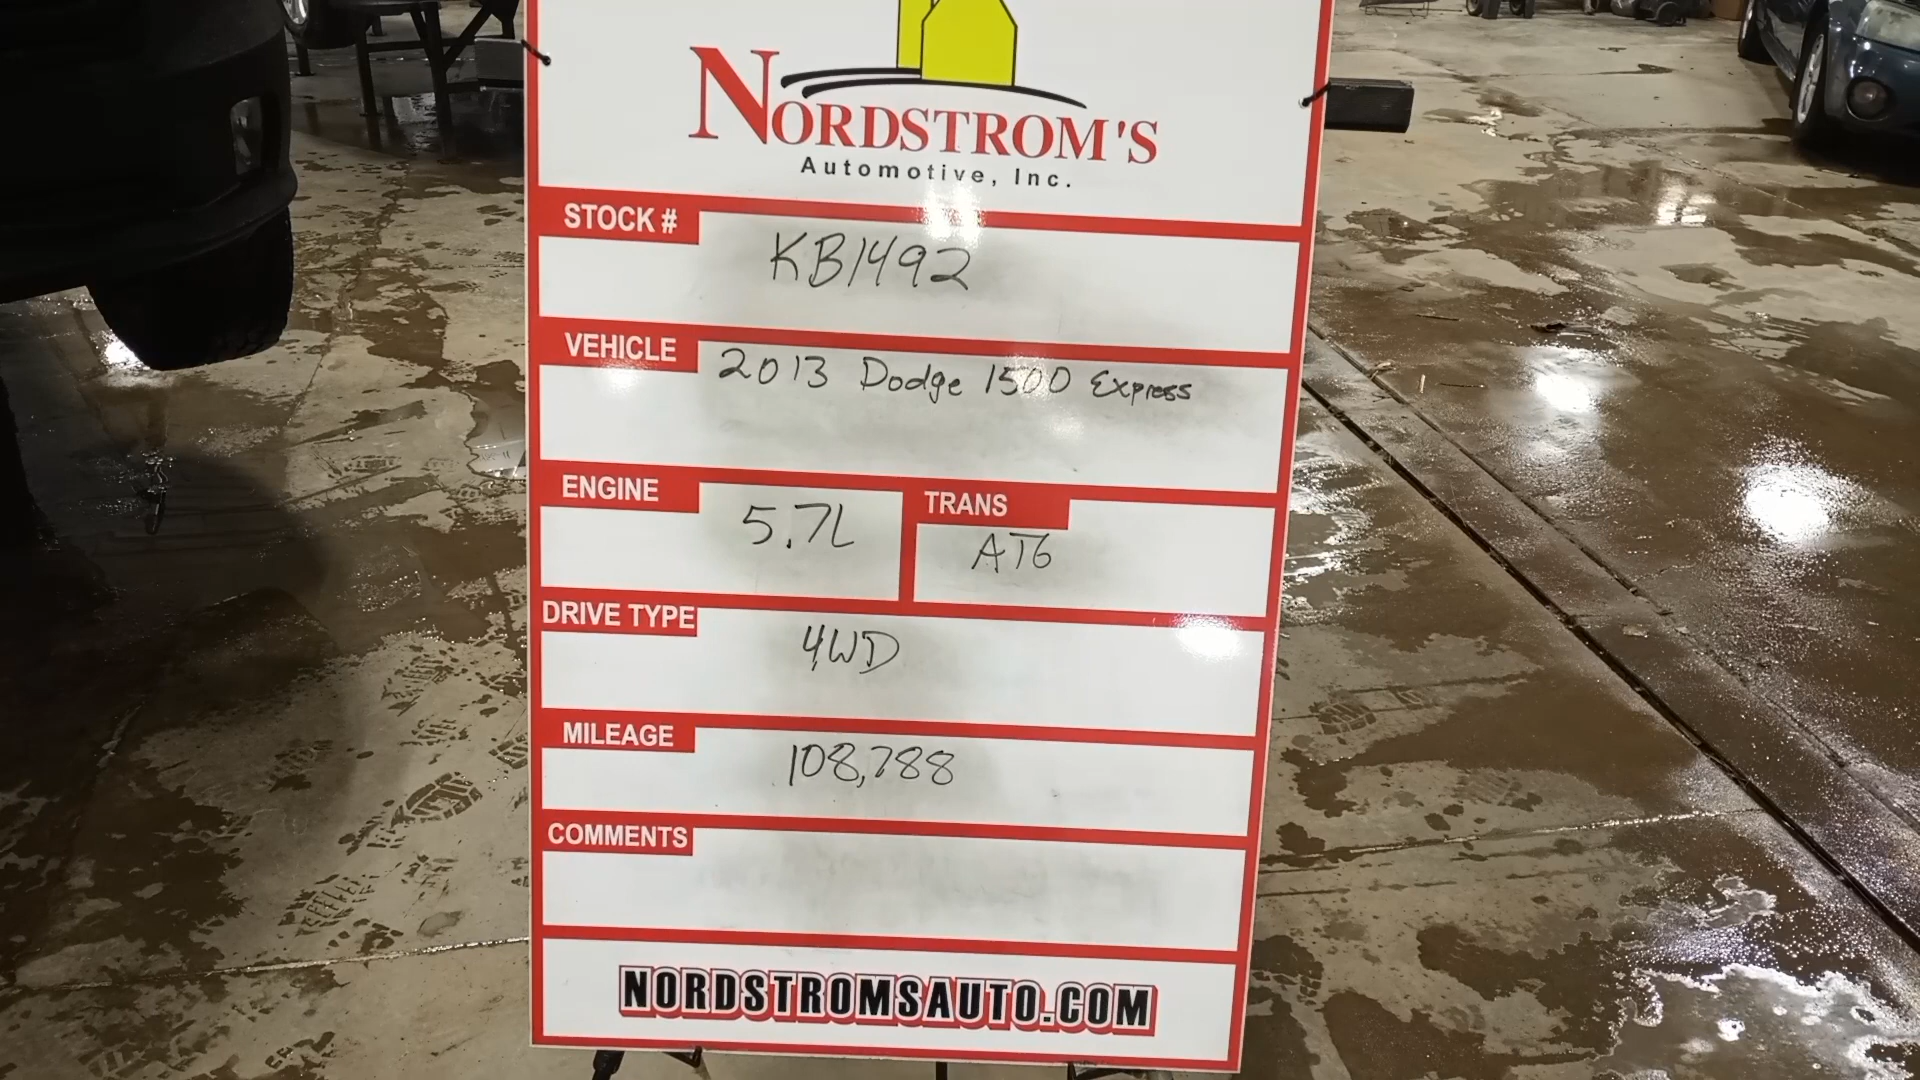 NORDSTROM'S
Automotive, Inc.
STOCK #
KB1492
VEHICLE
2013 Dodge 1500 Express
ENGINE
5.7L
TRANS
AT6
DRIVE TYPE
4WD
MILEAGE
108,788
COMMENTS
NORDSTROMSAUTO.COM